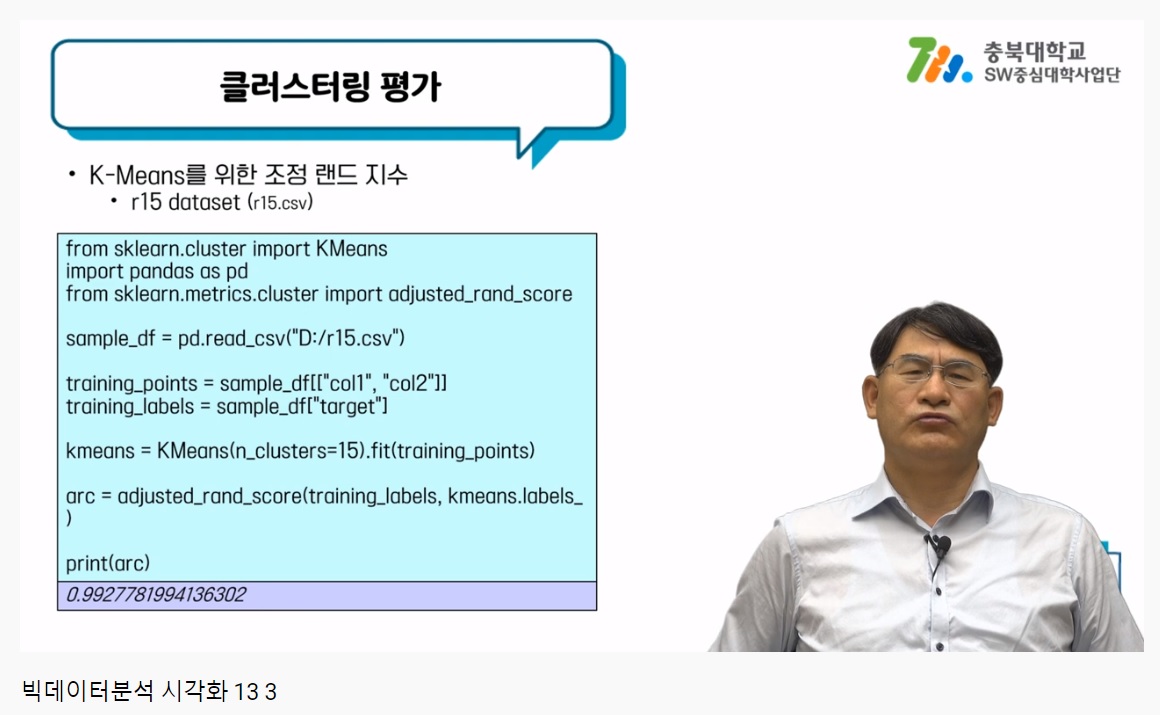 클러스터링 평가
충북대학교
SW중심대학사업단
• K-Means를 위한 조정 랜드 지수
• r15 dataset (r15.csv)
from sklearn.cluster import KMeans
import pandas as pd
from sklearn.metrics.cluster import adjusted_rand_score
sample_df = pd.read_csv("D:/r15.csv")
training_points = sample_df[["col1", "col2"]]
training_labels = sample_df["target"]
kmeans = KMeans(n_clusters=15).fit(training_points)
arc = adjusted_rand_score(training_labels, kmeans.labels_
)
print(arc)
0.9927781994136302
빅데이터분석 시각화 13 3